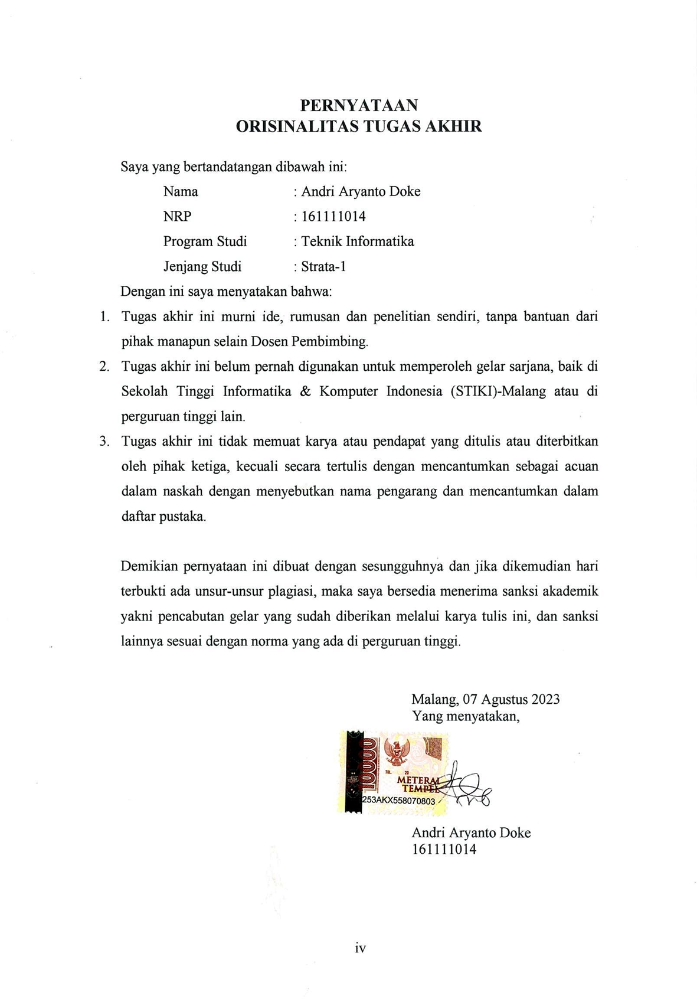 PERNYATAAN
ORISINALITAS TUGAS AKHIR
Saya yang bertandatangan dibawah ini:
Nama : Andri Aryanto Doke
NRP : 161111014
Program Studi : Teknik Informatika
Jenjang Studi : Strata-1
Dengan ini saya menyatakan bahwa:
1. Tugas akhir ini murni ide, rumusan dan penelitian sendiri, tanpa bantuan dari
pihak manapun selain Dosen Pembimbing.
2. Tugas akhir ini belum pernah digunakan untuk memperoleh gelar sarjana, baik di
Sekolah Tinggi Informatika & Komputer Indonesia (STIKI)-Malang atau di
perguruan tinggi lain.
3. Tugas akhir ini tidak memuat karya atau pendapat yang ditulis atau diterbitkan
oleh pihak ketiga, kecuali secara tertulis dengan mencantumkan sebagai acuan
dalam naskah dengan menyebutkan nama pengarang dan mencantumkan dalam
daftar pustaka.
Demikian pernyataan ini dibuat dengan sesungguhnya dan jika dikemudian hari
terbukti ada unsur-unsur plagiasi, maka saya bersedia menerima sanksi akademik
yakni pencabutan gelar yang sudah diberikan melalui karya tulis ini, dan sanksi
lainnya sesuai dengan norma yang ada di perguruan tinggi.
Malang, 07 Agustus 2023
Yang menyatakan,
10000
TGL. 20
METERAI
TEMPEL
253AKX558070803
Andri Aryanto Doke
161111014
iv